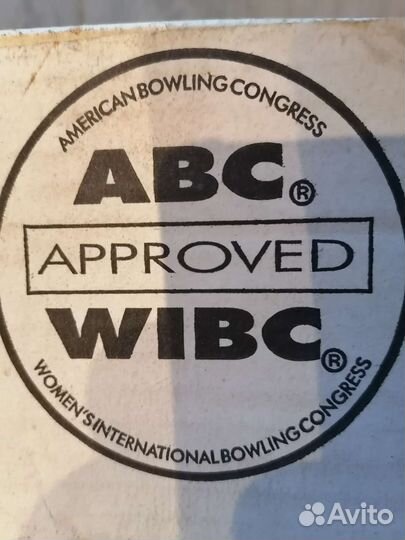 AMERICAN BOWLING CONGRESS
ABC®
APPROVED
WIBC®
WOMEN'S INTERNATIONAL BOWLING CONGRESS
Avito